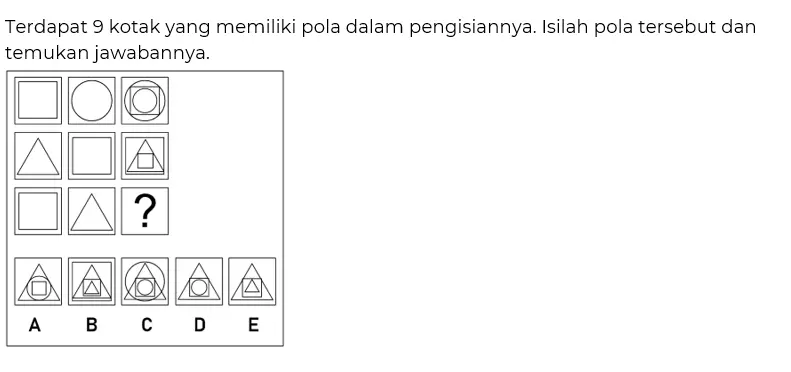 Terdapat 9 kotak yang memiliki pola dalam pengisiannya. Isilah pola tersebut dan
temukan jawabannya.
?
A B C D E